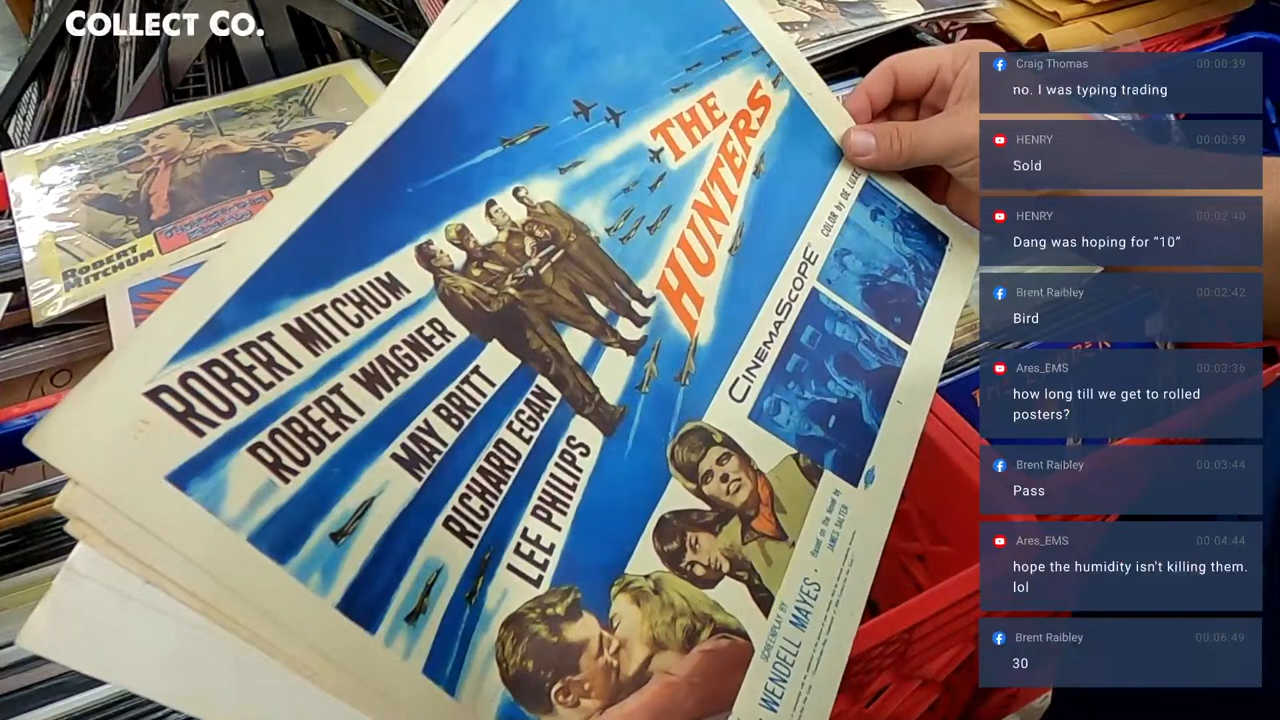 COLLECT CO.
THE
HUNTERS
COLOR by DE LUXE
CINEMASCOPE
ROBERT MITCHUM
ROBERT WAGNER
MAY BRITT
RICHARD EGAN
LEE PHILIPS
SCREENPLAY BY
WENDELL MAYES
Based on the Novel by
JAMES SALTER
ROBERT
MITCHUM
Craig Thomas 00:00:39
no. I was typing trading
HENRY 00:00:59
Sold
HENRY 00:02:40
Dang was hoping for “10”
Brent Raibley 00:02:42
Bird
Ares_EMS 00:03:36
how long till we get to rolled
posters?
Brent Raibley 00:03:44
Pass
Ares_EMS 00:04:44
hope the humidity isn't killing them.
lol
Brent Raibley 00:06:49
30